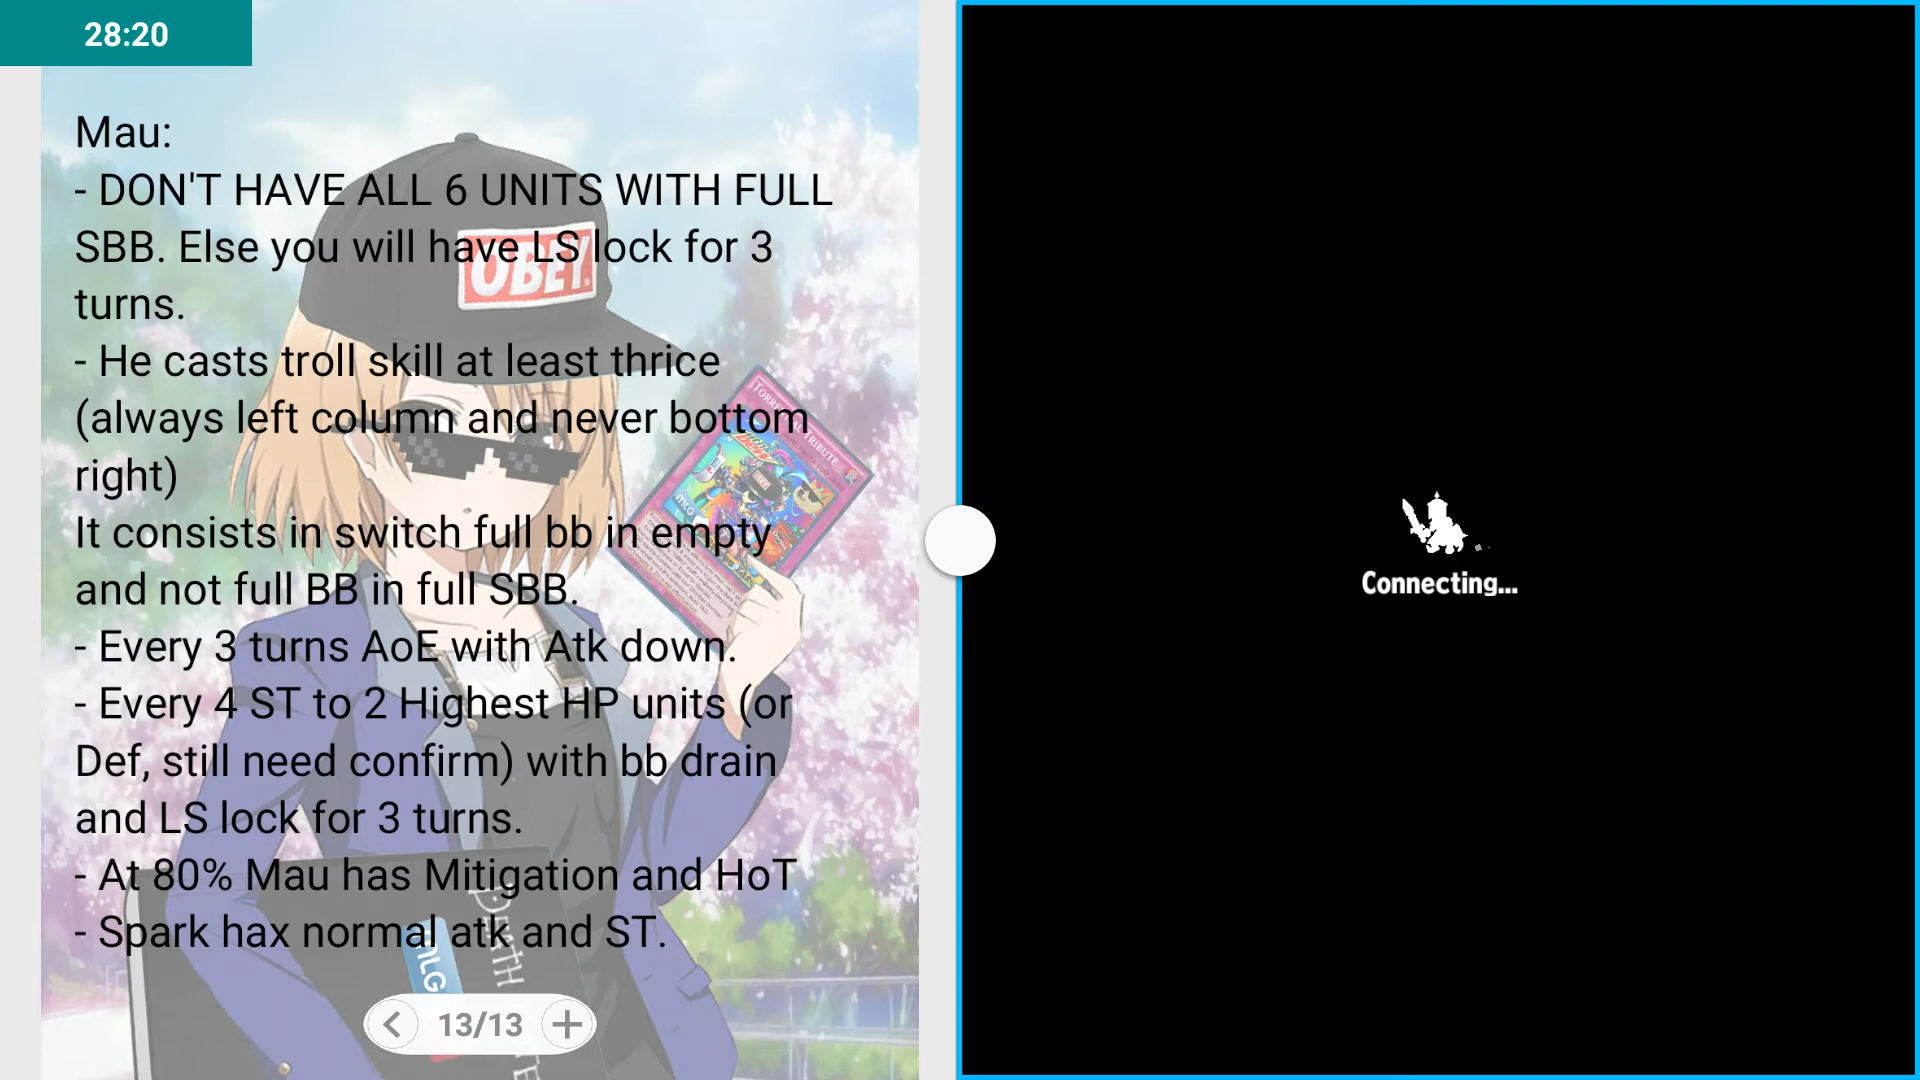 28:20
Mau:
- DON'T HAVE ALL 6 UNITS WITH FULL
SBB. Else you will have LS lock for 3
turns.
- He casts troll skill at least thrice
(always left column and never bottom
right)
It consists in switch full bb in empty
and not full BB in full SBB.
- Every 3 turns AoE with Atk down.
- Every 4 ST to 2 Highest HP units (or
Def, still need confirm) with bb drain
and LS lock for 3 turns.
- At 80% Mau has Mitigation and HoT
- Spark hax normal atk and ST.
OBEY.
MLG
MLG
13/13
Connecting...